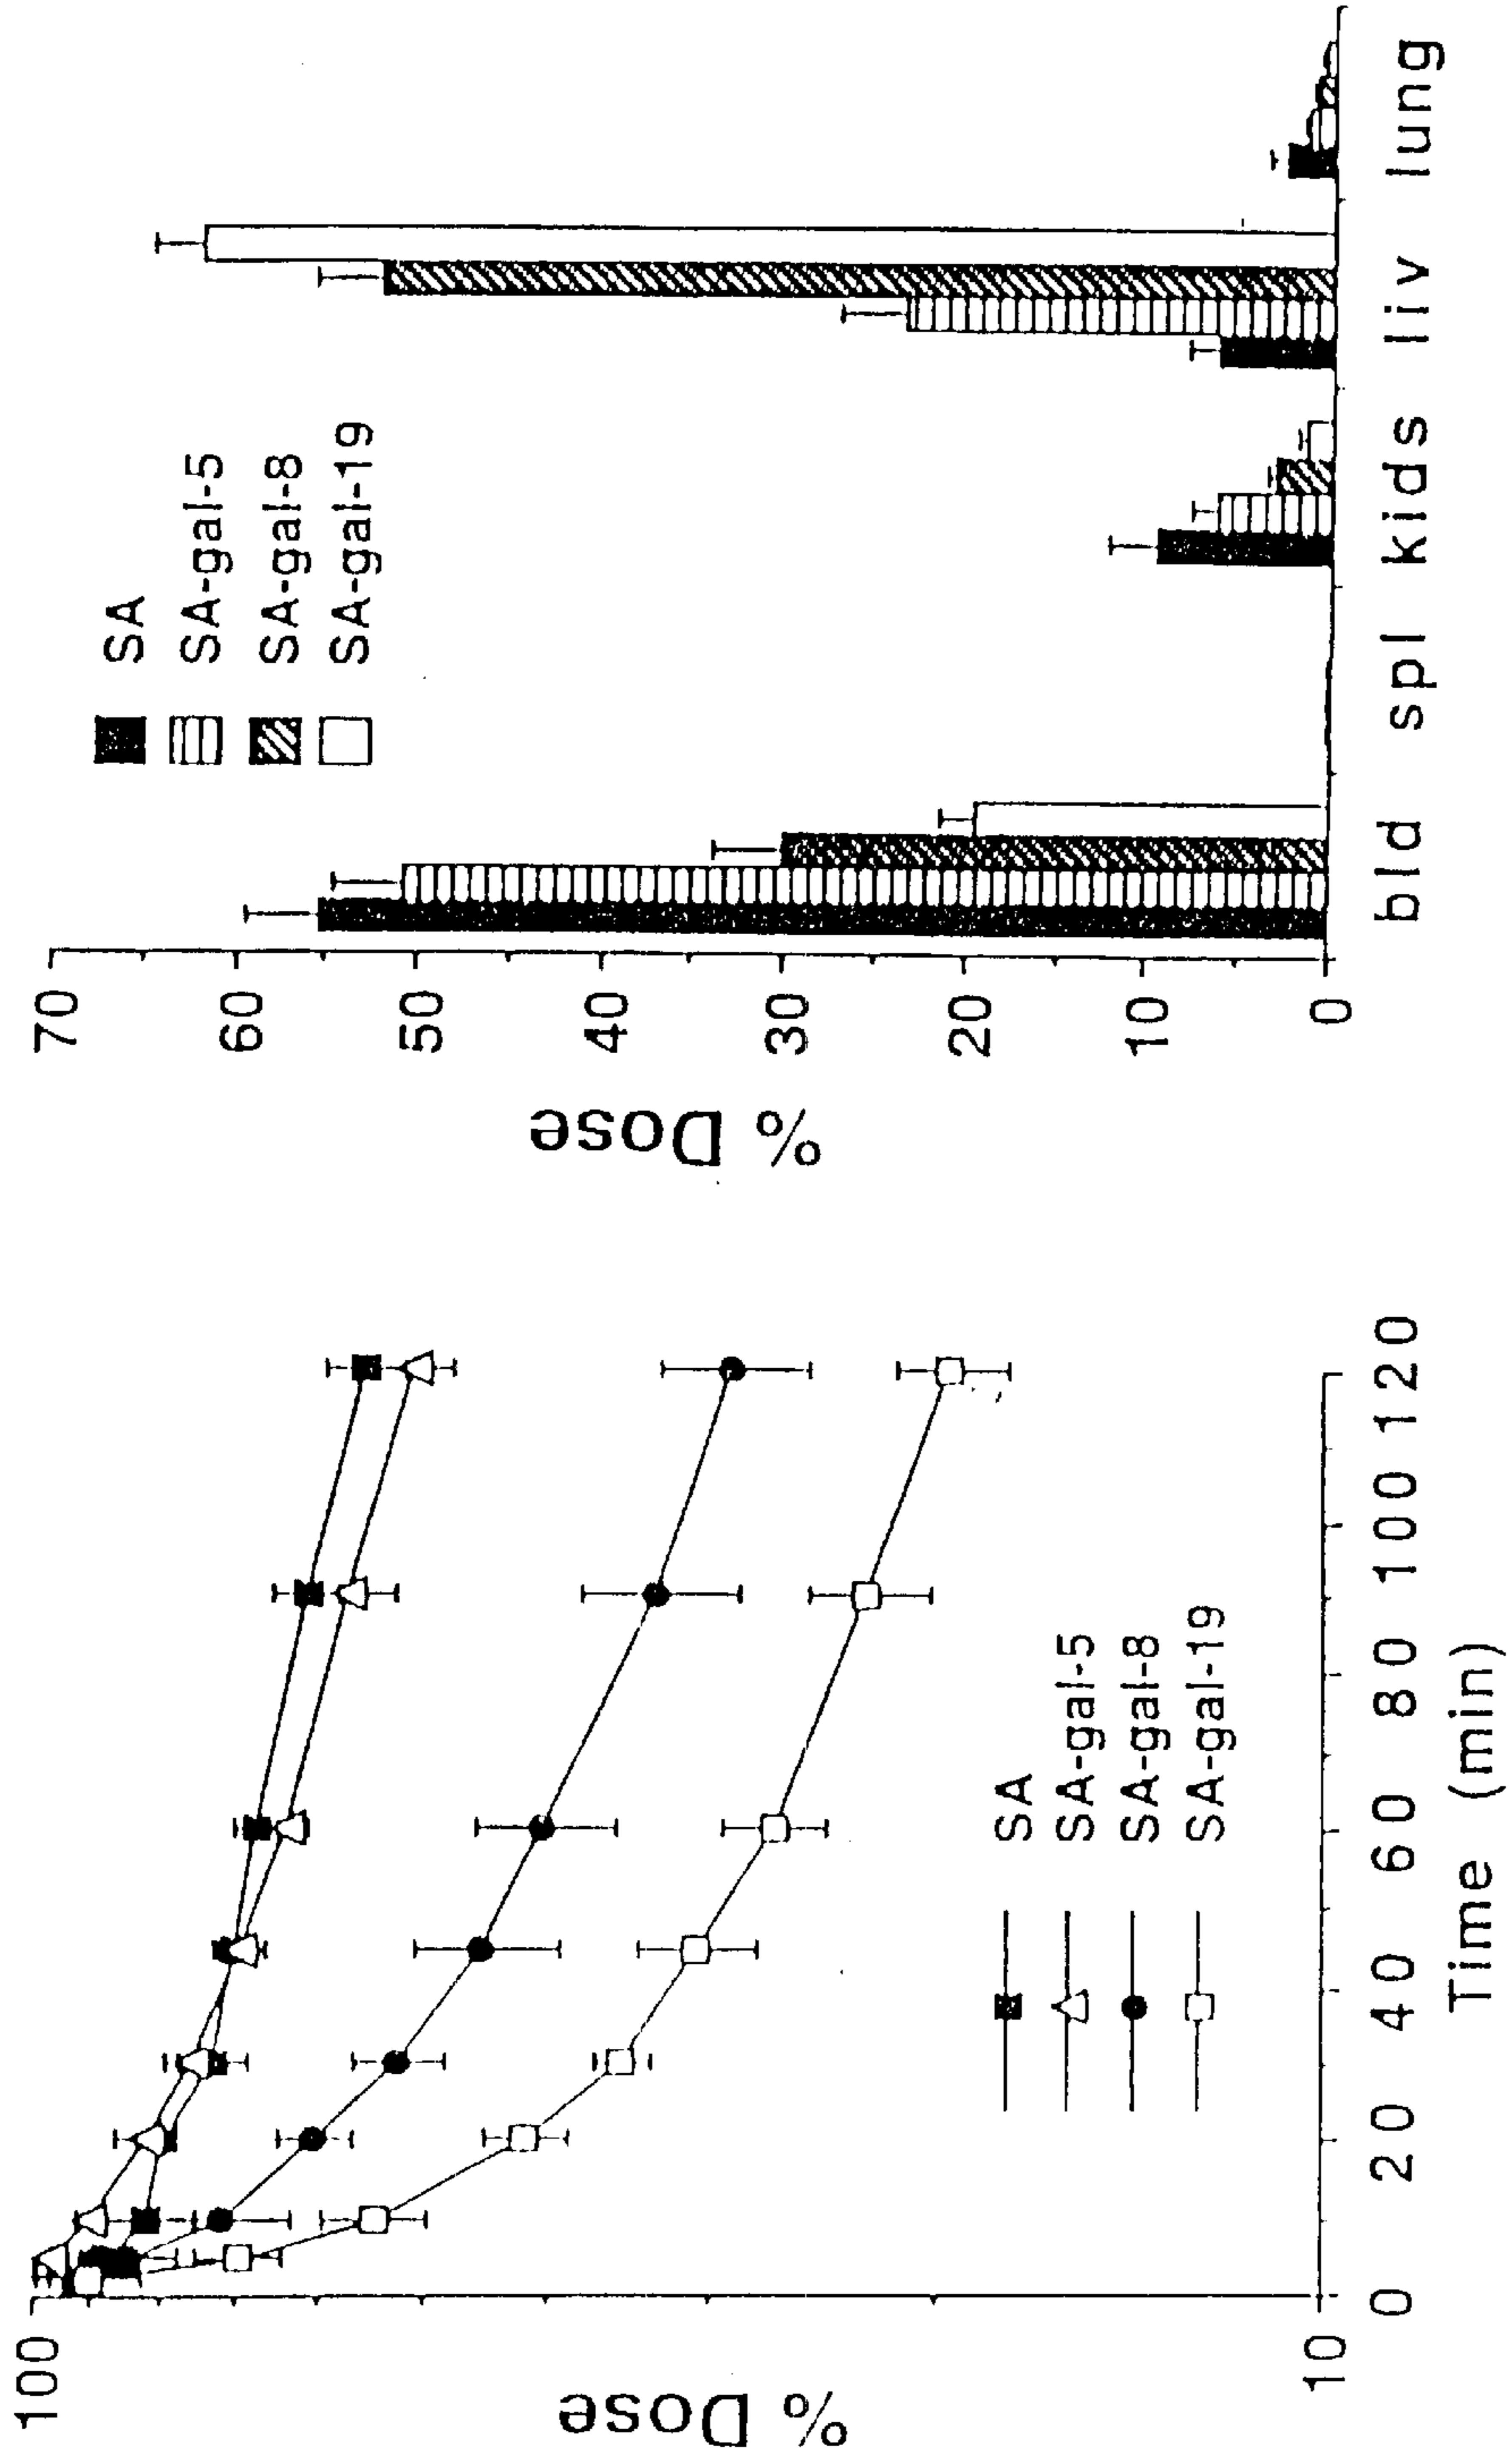 % Dose
100
10
SA
SA-gal-5
SA-gal-8
SA-gal-19
0 20 40 60 80 100 120
Time (min)
% Dose
70
60
50
40
30
20
10
0
SA
SA-gal-5
SA-gal-8
SA-gal-19
bld spl kids liv lung